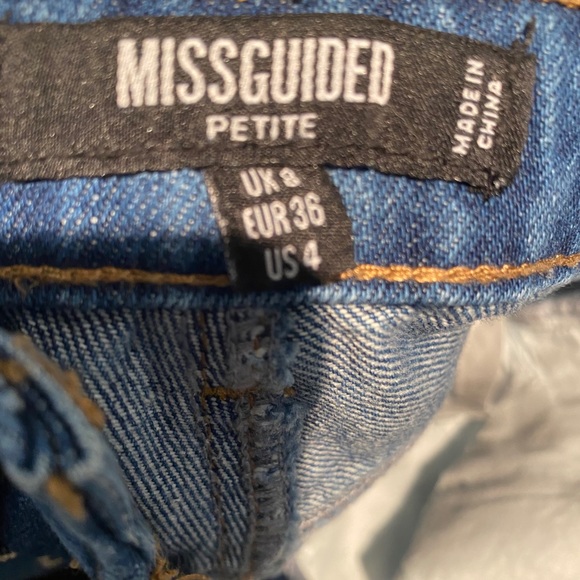 MISSGUIDED
PETITE
MADE IN
CHINA
UK 8
EUR 36
US 4